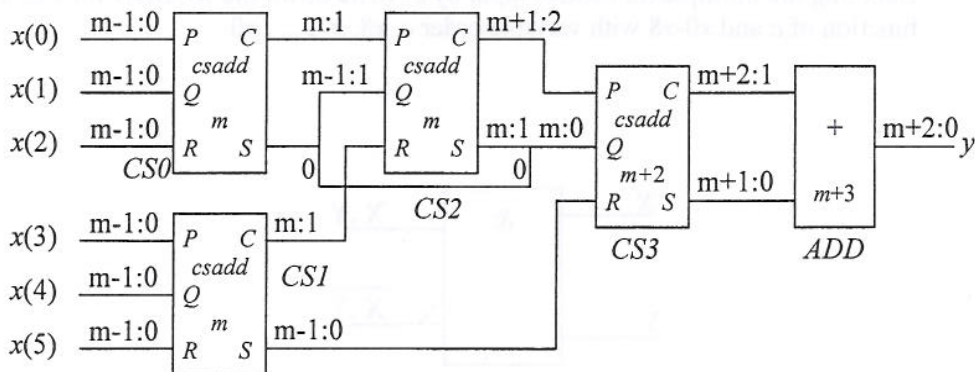 x(0) m-1:0 P C m:1 P C m+1:2
csadd csadd
x(1) m-1:0 Q m-1:1 Q P C m+2:1
m m csadd +
x(2) m-1:0 R S R S m:1 m:0 Q m+2:0 y
CS0 0 0 m+2
CS2 R S m+1:0 m+3
x(3) m-1:0 P C m:1 CS3 ADD
csadd CS1
x(4) m-1:0 Q
m
x(5) m-1:0 R S m-1:0